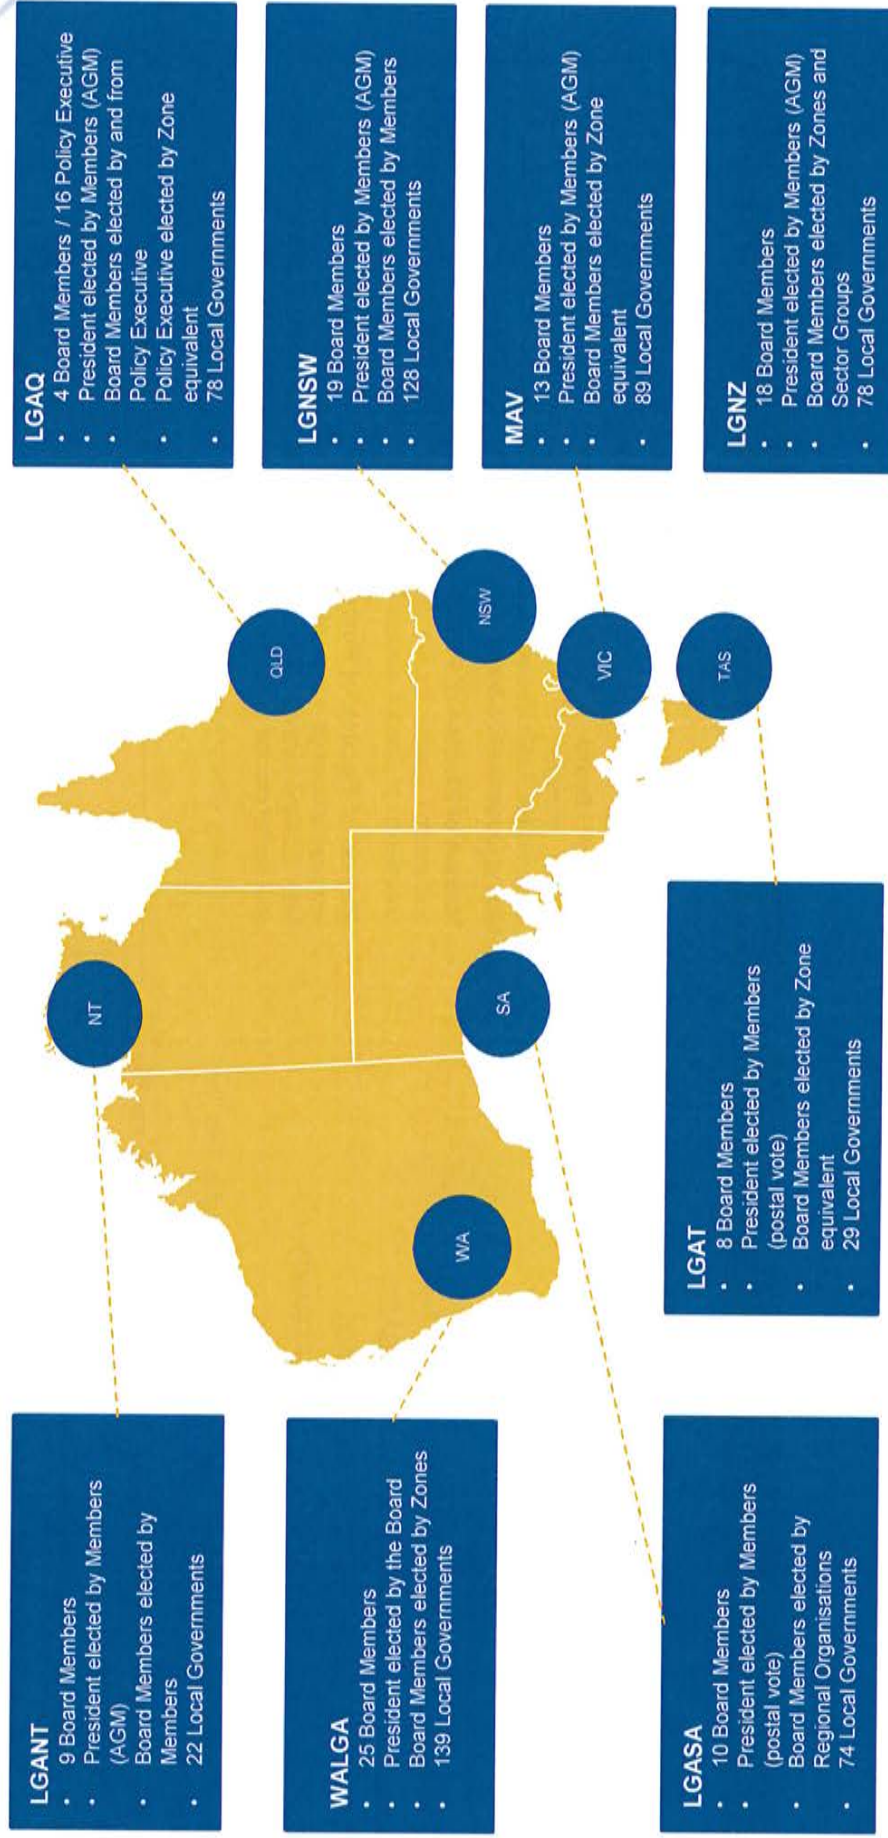 LGANT
• 9 Board Members
• President elected by Members
(AGM)
• Board Members elected by
Members
• 22 Local Governments
WALGA
• 25 Board Members
• President elected by the Board
• Board Members elected by Zones
• 139 Local Governments
LGASA
• 10 Board Members
• President elected by Members
(postal vote)
• Board Members elected by
Regional Organisations
• 74 Local Governments
NT
WA
SA
QLD
NSW
VIC
TAS
LGAT
• 8 Board Members
• President elected by Members
(postal vote)
• Board Members elected by Zone
equivalent
• 29 Local Governments
LGAQ
• 4 Board Members / 16 Policy Executive
• President elected by Members (AGM)
• Board Members elected by and from
Policy Executive
• Policy Executive elected by Zone
equivalent
• 78 Local Governments
LGNSW
• 19 Board Members
• President elected by Members (AGM)
• Board Members elected by Members
• 128 Local Governments
MAV
• 13 Board Members
• President elected by Members (AGM)
• Board Members elected by Zone
equivalent
• 89 Local Governments
LGNZ
• 18 Board Members
• President elected by Members (AGM)
• Board Members elected by Zones and
Sector Groups
• 78 Local Governments